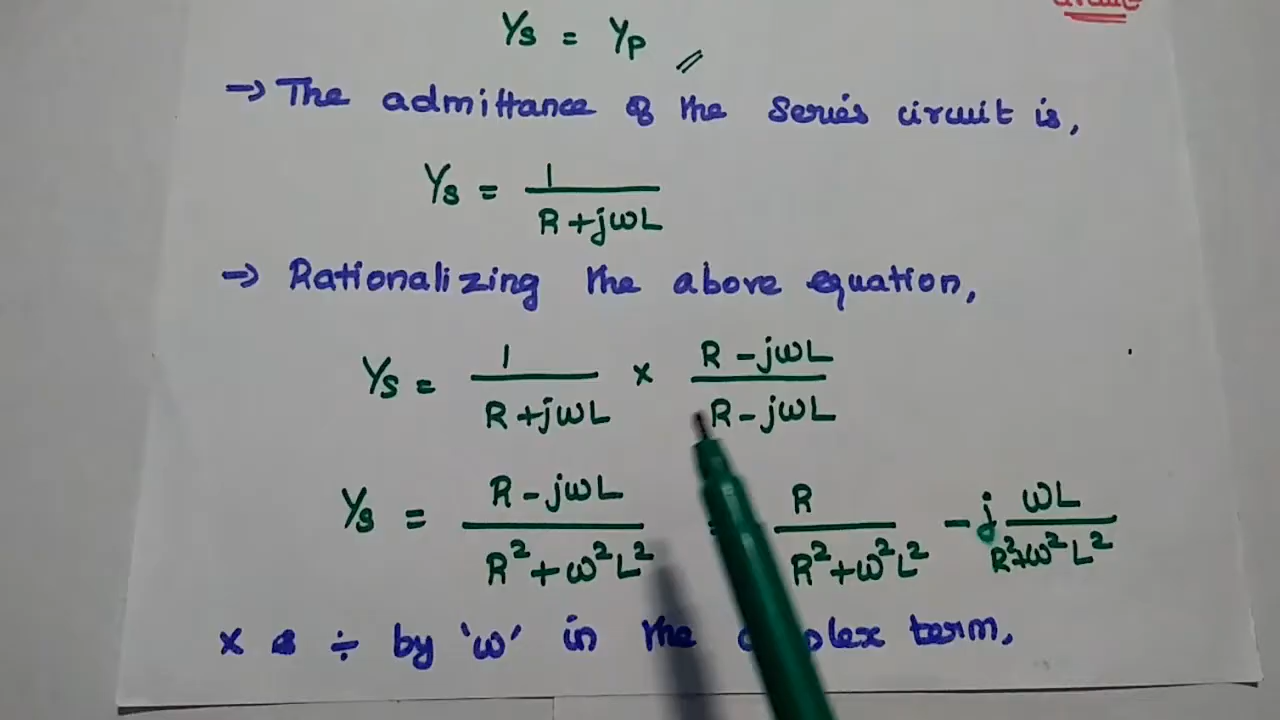 Ys = Yp //
→ The admittance of the series circuit is,
Ys = 1 / (R+jωL)
→ Rationalizing the above equation,
Ys = 1 / (R+jωL) × (R-jωL) / (R-jωL)
Ys = (R-jωL) / (R²+ω²L²) = R / (R²+ω²L²) - j ωL / (R²+ω²L²)
× & ÷ by 'ω' in the complex term,